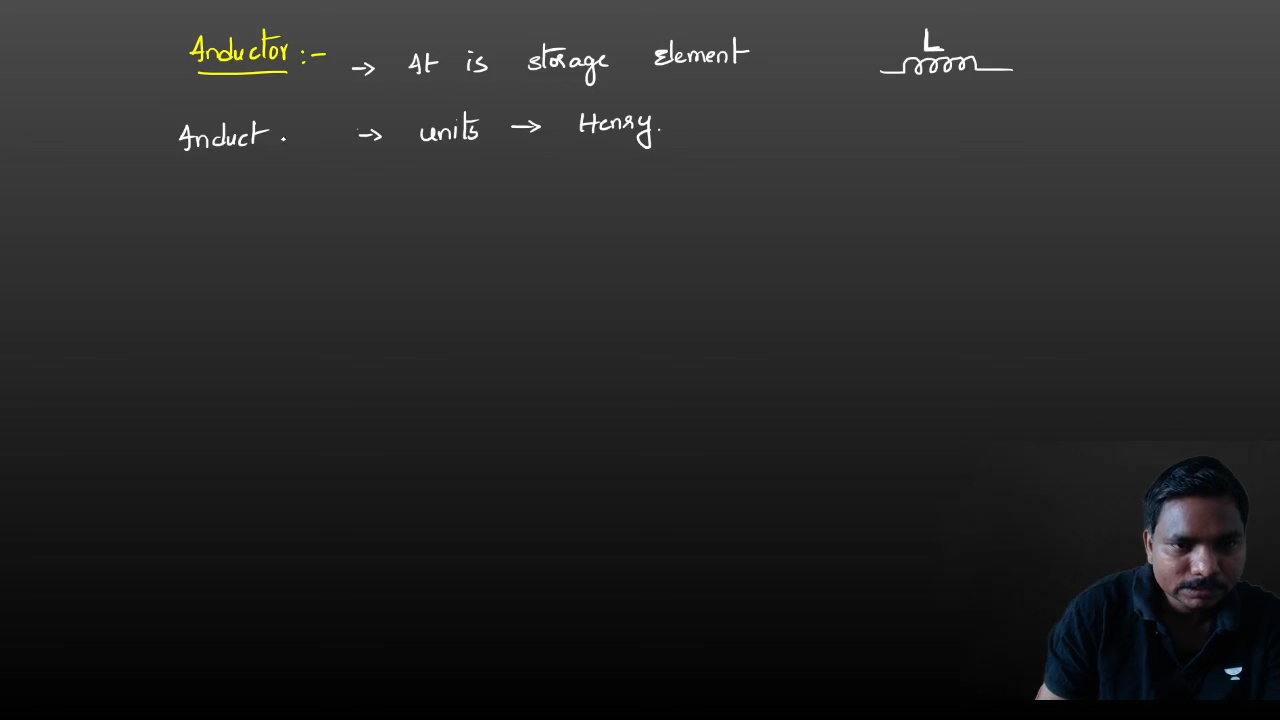 Inductor :- → It is storage Element L
Induct. → units → Henry.